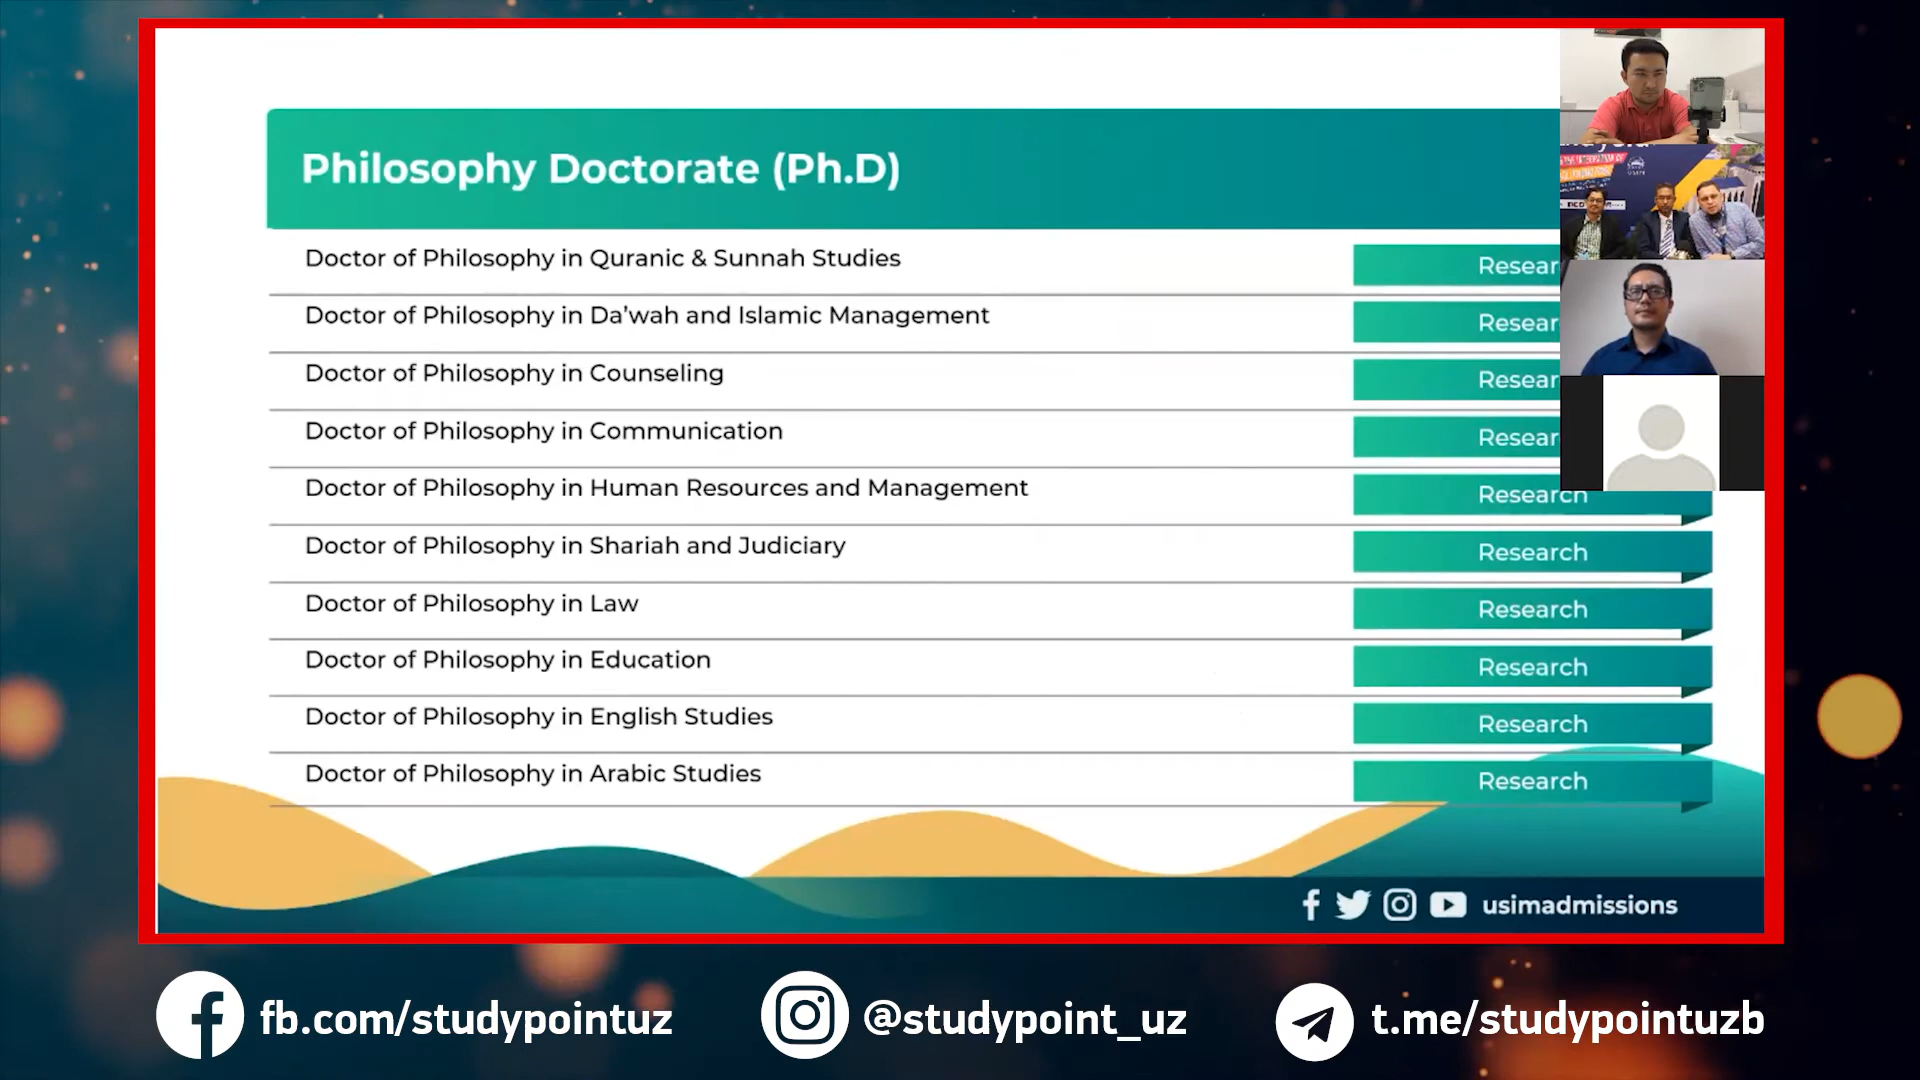 Philosophy Doctorate (Ph.D)
Doctor of Philosophy in Quranic & Sunnah Studies
Doctor of Philosophy in Da'wah and Islamic Management
Doctor of Philosophy in Counseling
Doctor of Philosophy in Communication
Doctor of Philosophy in Human Resources and Management
Research
Doctor of Philosophy in Shariah and Judiciary
Research
Doctor of Philosophy in Law
Research
Doctor of Philosophy in Education
Research
Doctor of Philosophy in English Studies
Research
Doctor of Philosophy in Arabic Studies
Research
usimadmissions
fb.com/studypointuz
@studypoint_uz
t.me/studypointuzb